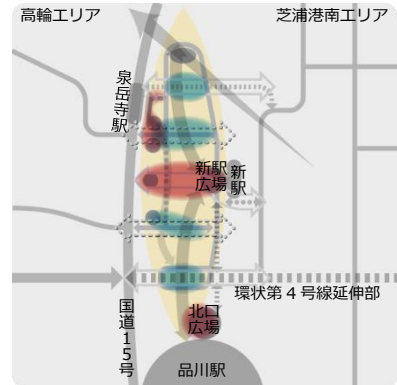 高輪エリア
芝浦港南エリア
泉岳寺駅
新駅
広場
新駅
環状第4号線延伸部
国道15号
北口
広場
品川駅